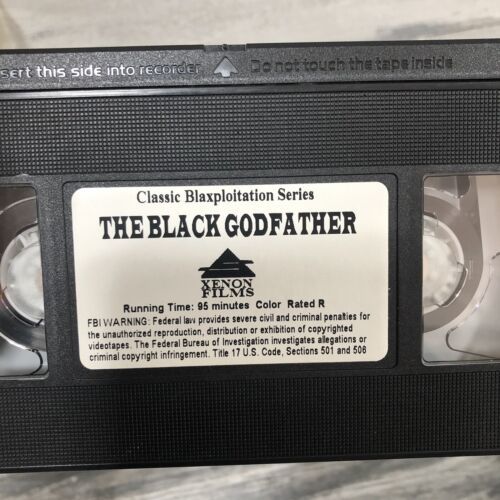 sert this side into recorder Do not touch the tape inside
Classic Blaxploitation Series
THE BLACK GODFATHER
XENON
FILMS
Running Time: 95 minutes Color Rated R
FBI WARNING: Federal law provides severe civil and criminal penalties for
the unauthorized reproduction, distribution or exhibition of copyrighted
videotapes. The Federal Bureau of Investigation investigates allegations or
criminal copyright infringement. Title 17 U.S. Code, Sections 501 and 506